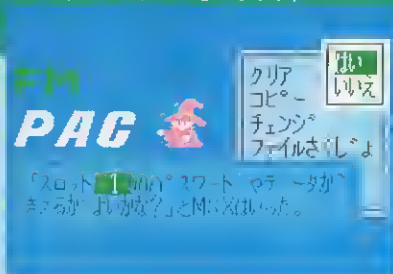 FM
PAC
クリア
コピー
チェンジ
ファイルさくじょ
はい
いいえ
「スロット1のパスワードやデータが
きえるが よいかな?」とMSXはいった。